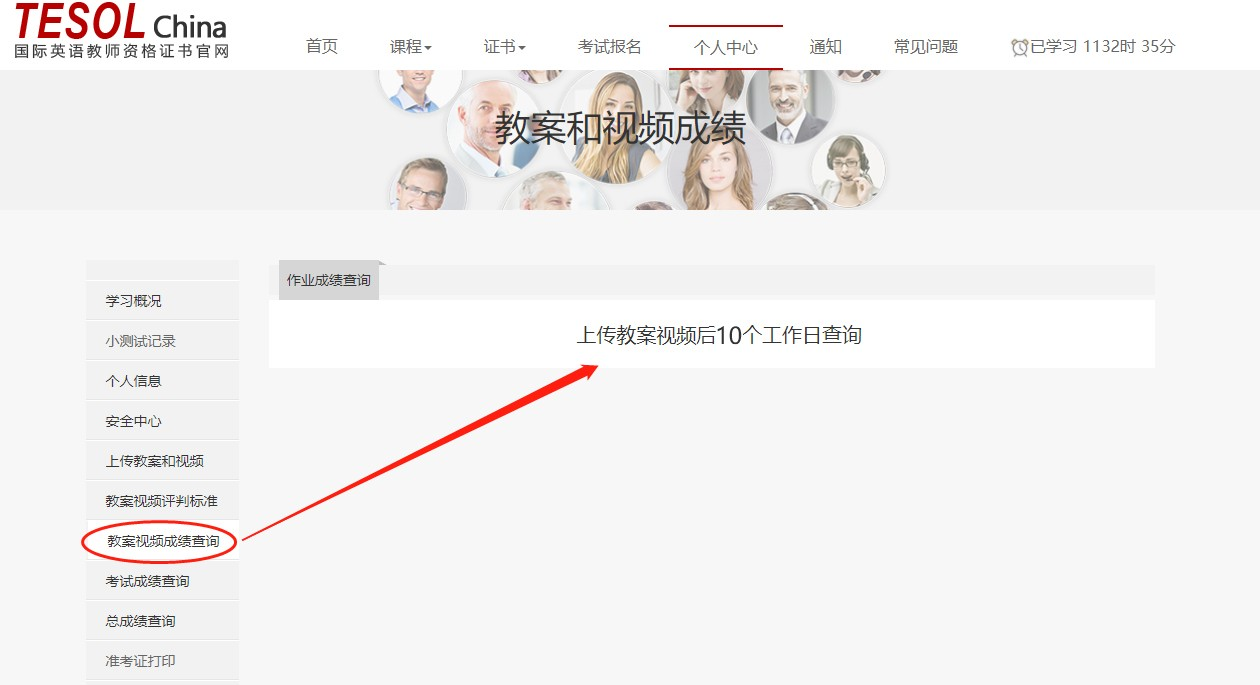 TESOL China
国际英语教师资格证书官网
首页 课程 证书 考试报名 个人中心 通知 常见问题 已学习 1132时 35分
教案和视频成绩
作业成绩查询
上传教案视频后10个工作日查询
学习概况
小测试记录
个人信息
安全中心
上传教案和视频
教案视频评判标准
教案视频成绩查询
考试成绩查询
总成绩查询
准考证打印